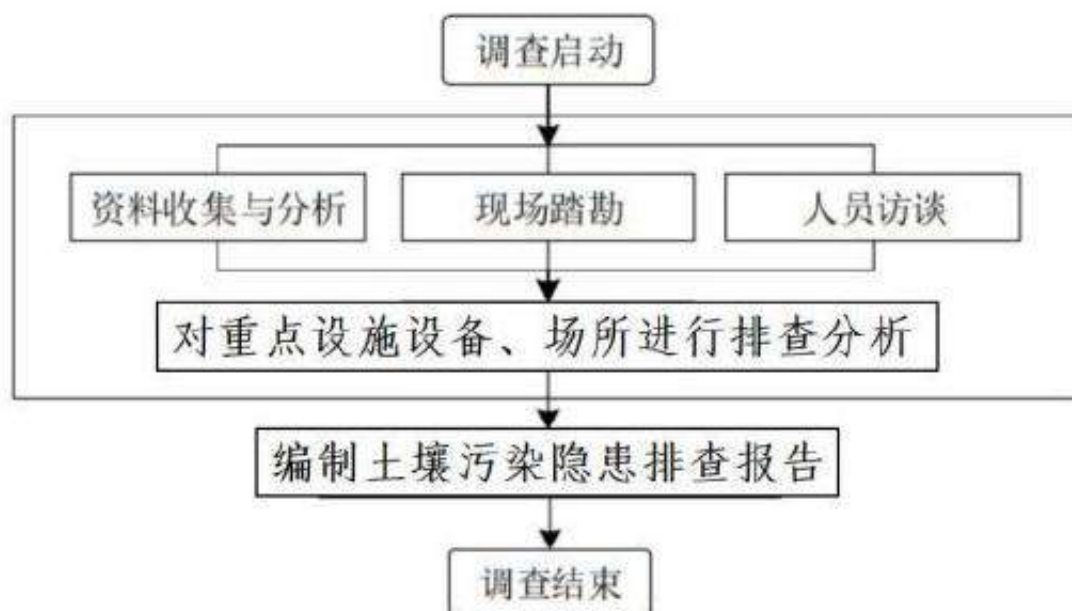 调查启动
资料收集与分析
现场踏勘
人员访谈
对重点设施设备、场所进行排查分析
编制土壤污染隐患排查报告
调查结束